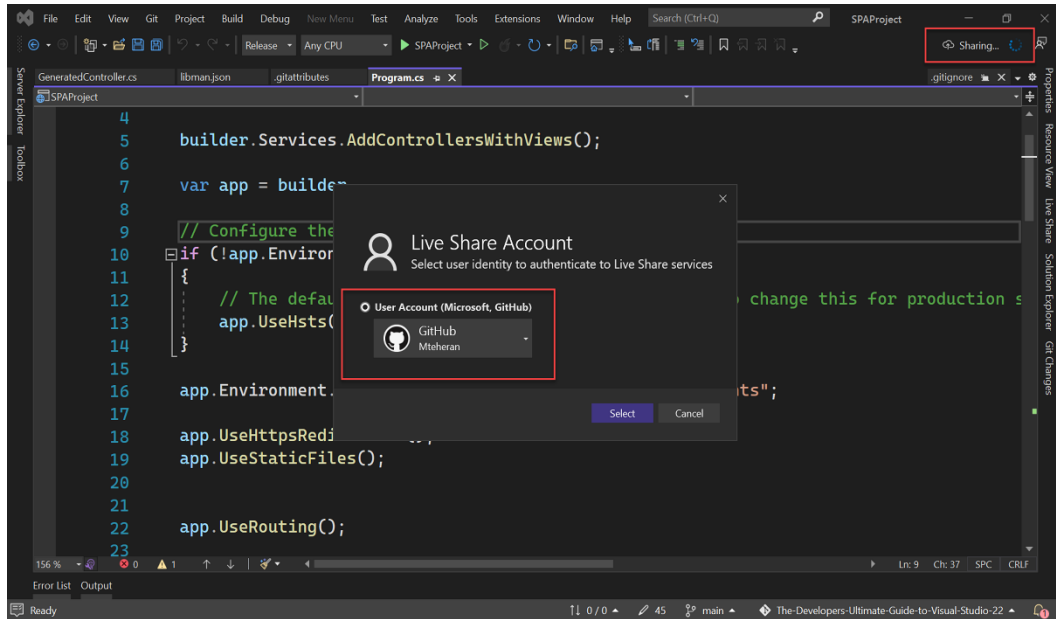 File Edit View Git Project Build Debug New Menu Test Analyze Tools Extensions Window Help Search (Ctrl+Q) SPAProject
Release Any CPU SPAProject Sharing...
GeneratedController.cs libman.json .gitattributes Program.cs .gitignore
SPAProject
Server Explorer
Toolbox
4
5 builder.Services.AddControllersWithViews();
6
7 var app = builder
8
9 // Configure the
10 if (!app.Environ
11 {
12 // The defau o change this for production s
13 app.UseHsts(
14 }
15
16 app.Environment. ts";
17
18 app.UseHttpsRedi
19 app.UseStaticFiles();
20
21
22 app.UseRouting();
23
Live Share Account
Select user identity to authenticate to Live Share services
User Account (Microsoft, GitHub)
GitHub
Mteheran
Select Cancel
Properties
Resource View
Live Share
Solution Explorer
Git Changes
156 % 0 1 Ln: 9 Ch: 37 SPC CRLF
Error List Output
Ready 0 / 0 45 main The-Developers-Ultimate-Guide-to-Visual-Studio-22 1